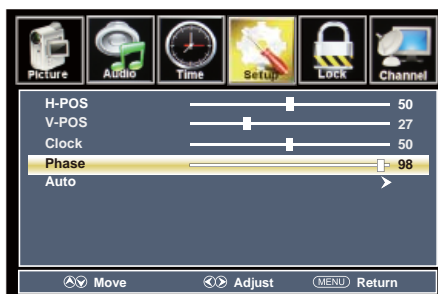 Picture Audio Time Setup Lock Channel
H-POS 50
V-POS 27
Clock 50
Phase 98
Auto
Move Adjust MENU Return